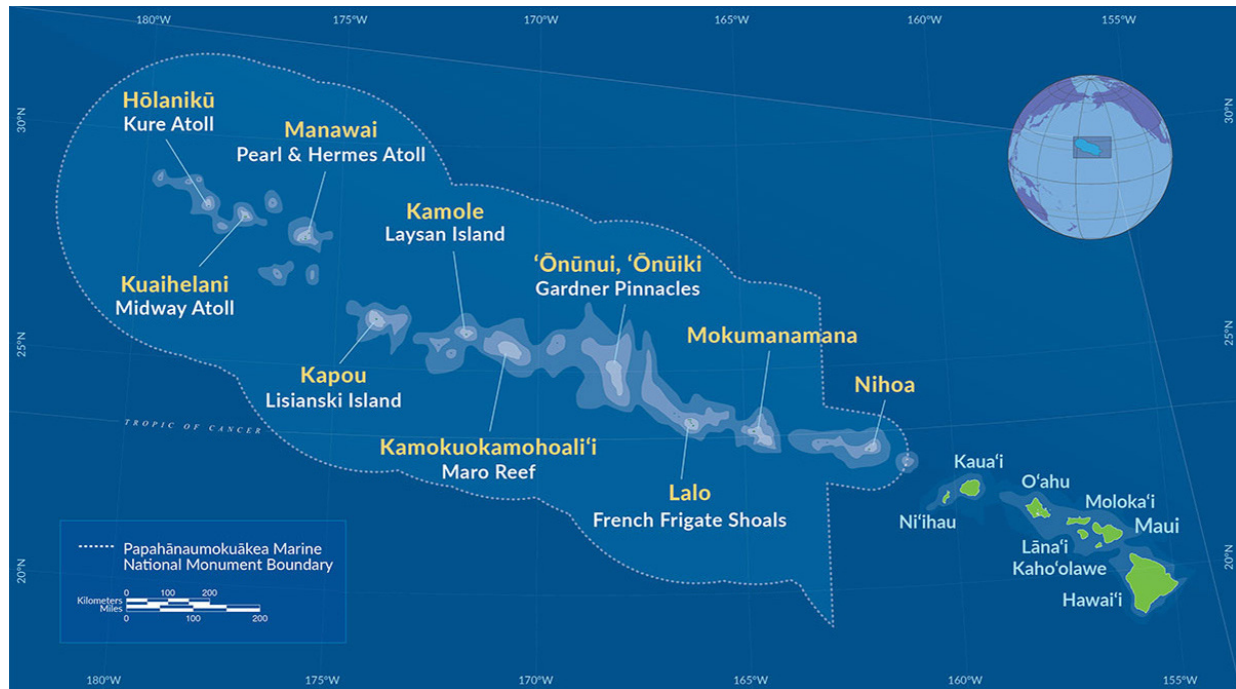 180°W
175°W
170°W
165°W
160°W
155°W
30°N
30°N
Hōlanikū
Kure Atoll
Manawai
Pearl & Hermes Atoll
Kamole
Laysan Island
ʻŌnūnui, ʻŌnūiki
Gardner Pinnacles
Kuaihelani
Midway Atoll
Mokumanamana
25°N
25°N
Kapou
Lisianski Island
Nihoa
TROPIC OF CANCER
Kamokuokamohoaliʻi
Maro Reef
Lalo
French Frigate Shoals
Kauaʻi
Niʻihau
Oʻahu
Molokaʻi
Maui
Lānaʻi
Kahoʻolawe
Hawaiʻi
20°N
20°N
Papahānaumokuākea Marine
National Monument Boundary
0 100 200
Kilometers
Miles
0 100 200
180°W
175°W
170°W
165°W
160°W
155°W